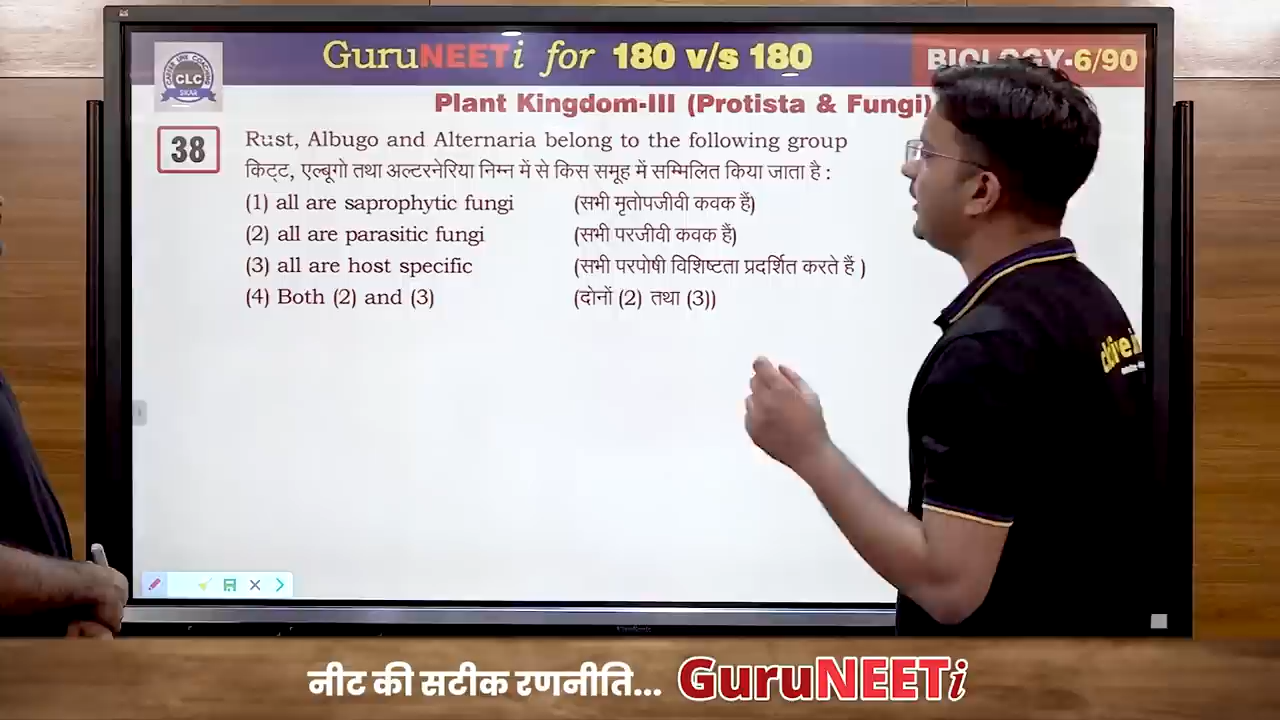 GuruNEETi for 180 v/s 180
BIOLOGY-6/90
CLC
SIKAR
Plant Kingdom-III (Protista & Fungi)
38
Rust, Albugo and Alternaria belong to the following group
किट्ट, एल्बूगो तथा अल्टरनेरिया निम्न में से किस समूह में सम्मिलित किया जाता है :
(1) all are saprophytic fungi (सभी मृतोपजीवी कवक हैं)
(2) all are parasitic fungi (सभी परजीवी कवक हैं)
(3) all are host specific (सभी परपोषी विशिष्टता प्रदर्शित करते हैं )
(4) Both (2) and (3) (दोनों (2) तथा (3))
नीट की सटीक रणनीति... GuruNEETi